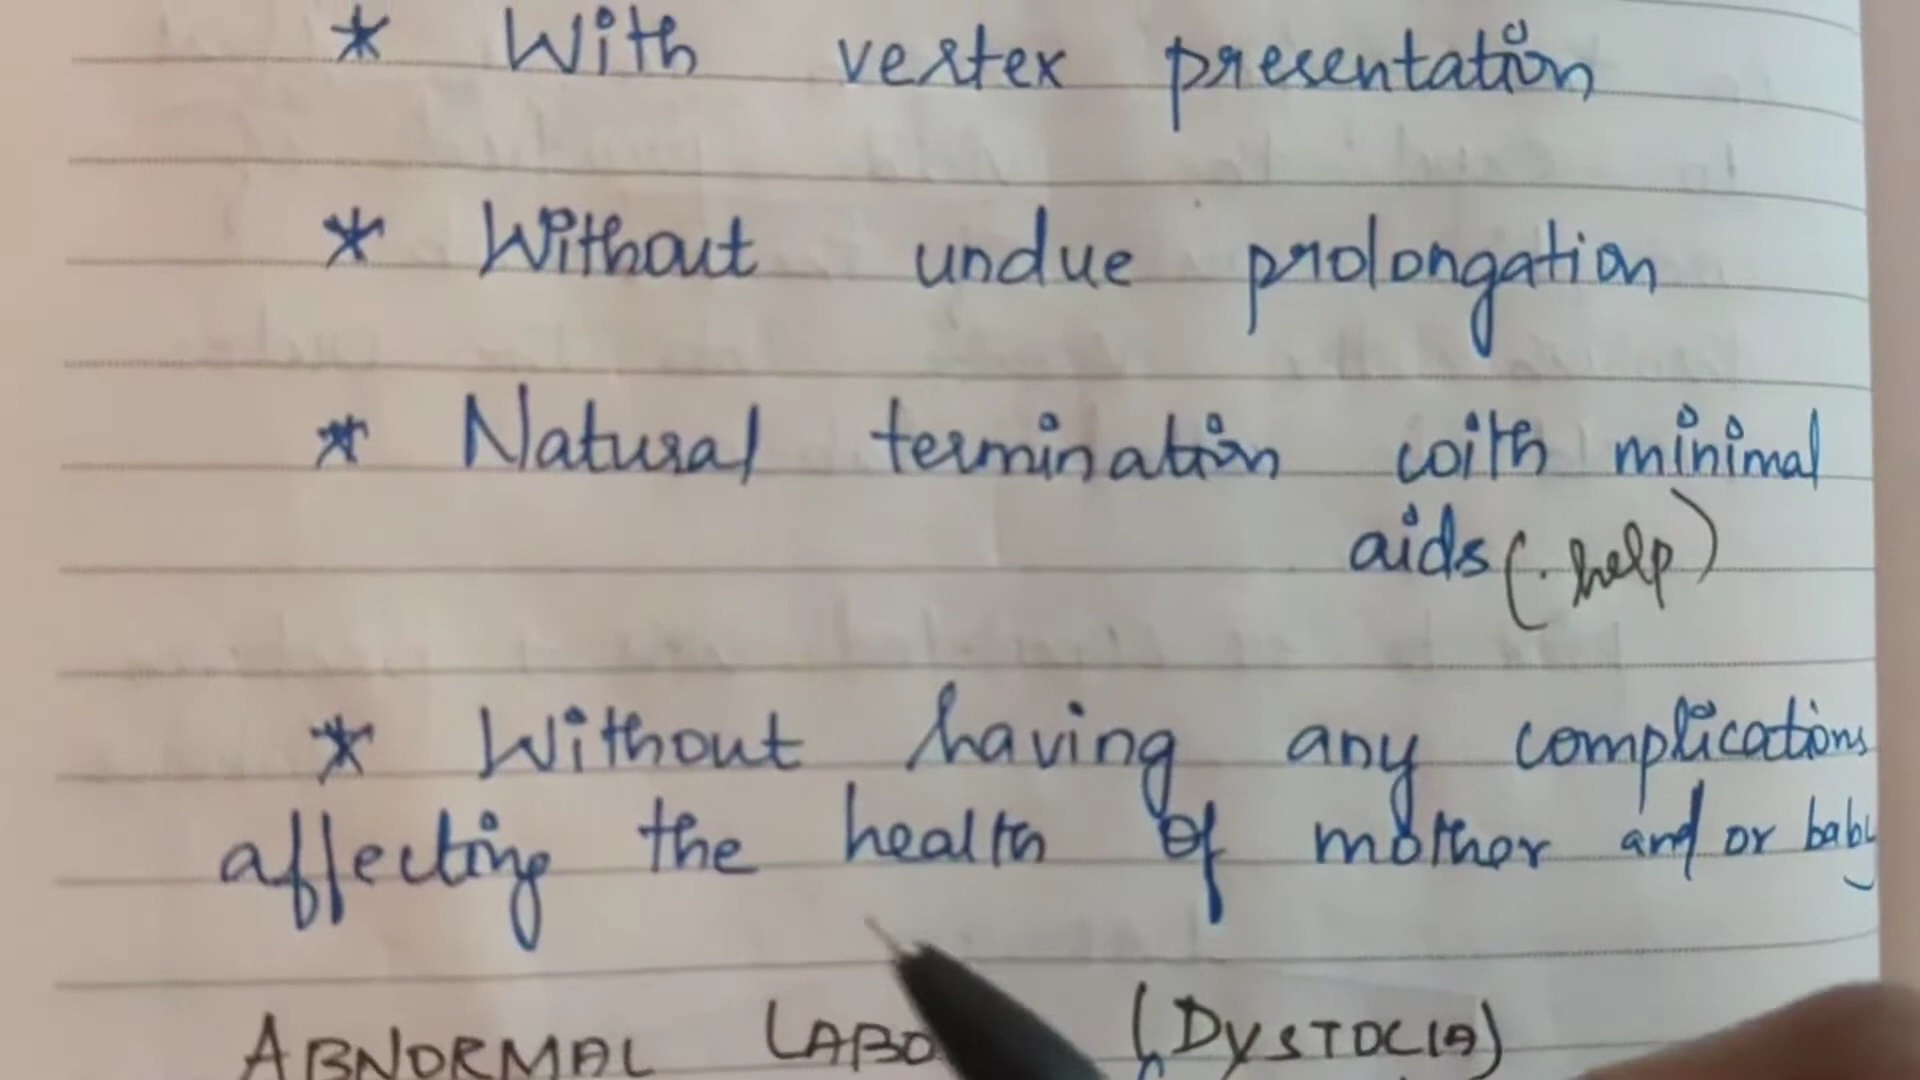 * With vertex presentation
* Without undue prolongation
* Natural termination with minimal
aids (. help)
* Without having any complications
affecting the health of mother and or baby
ABNORMAL (DYSTOCIA)